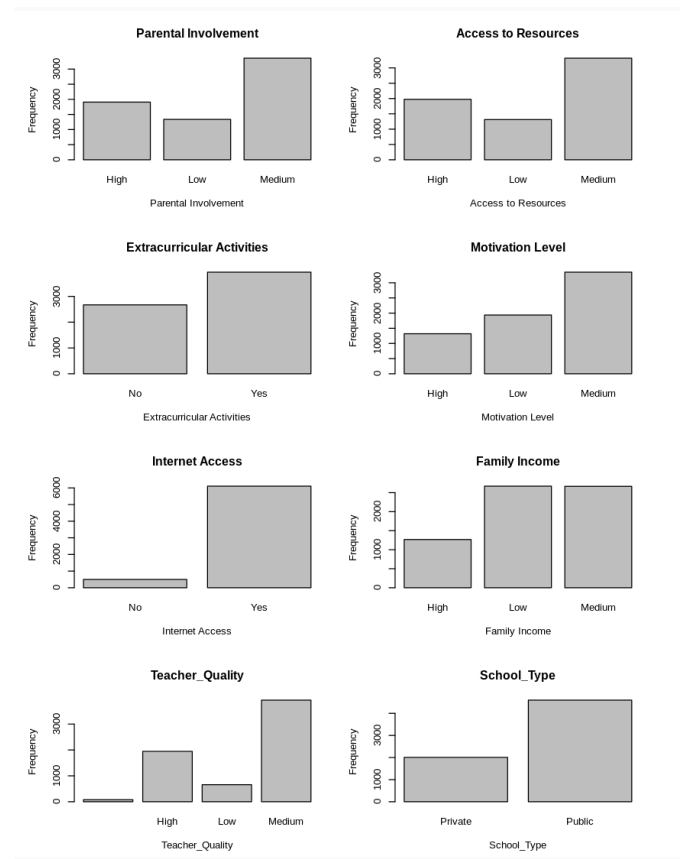 Parental Involvement
Frequency
0 1000 2000 3000
High Low Medium
Parental Involvement
Access to Resources
Frequency
0 1000 2000 3000
High Low Medium
Access to Resources
Extracurricular Activities
Frequency
0 1000 3000
No Yes
Extracurricular Activities
Motivation Level
Frequency
0 1000 2000 3000
High Low Medium
Motivation Level
Internet Access
Frequency
0 2000 4000 6000
No Yes
Internet Access
Family Income
Frequency
0 1000 2000
High Low Medium
Family Income
Teacher_Quality
Frequency
0 1000 3000
High Low Medium
Teacher_Quality
School_Type
Frequency
0 1000 3000
Private Public
School_Type